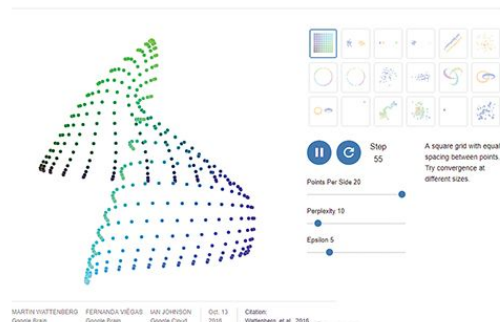 Step
55
A square grid with equal
spacing between points.
Try convergence at
different sizes.
Points Per Side 20
Perplexity 10
Epsilon 5
MARTIN WATTENBERG
Google Brain
FERNANDA VIÉGAS
Google Brain
IAN JOHNSON
Google Cloud
Oct. 13
2016
Citation:
Wattenberg, et al., 2016